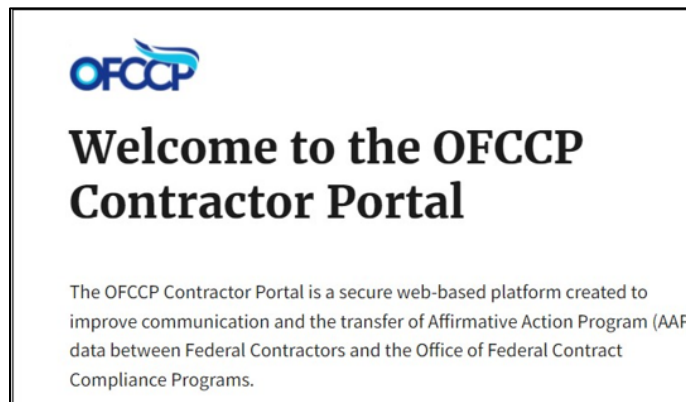 OFCCP
Welcome to the OFCCP
Contractor Portal
The OFCCP Contractor Portal is a secure web-based platform created to
improve communication and the transfer of Affirmative Action Program (AAP
data between Federal Contractors and the Office of Federal Contract
Compliance Programs.